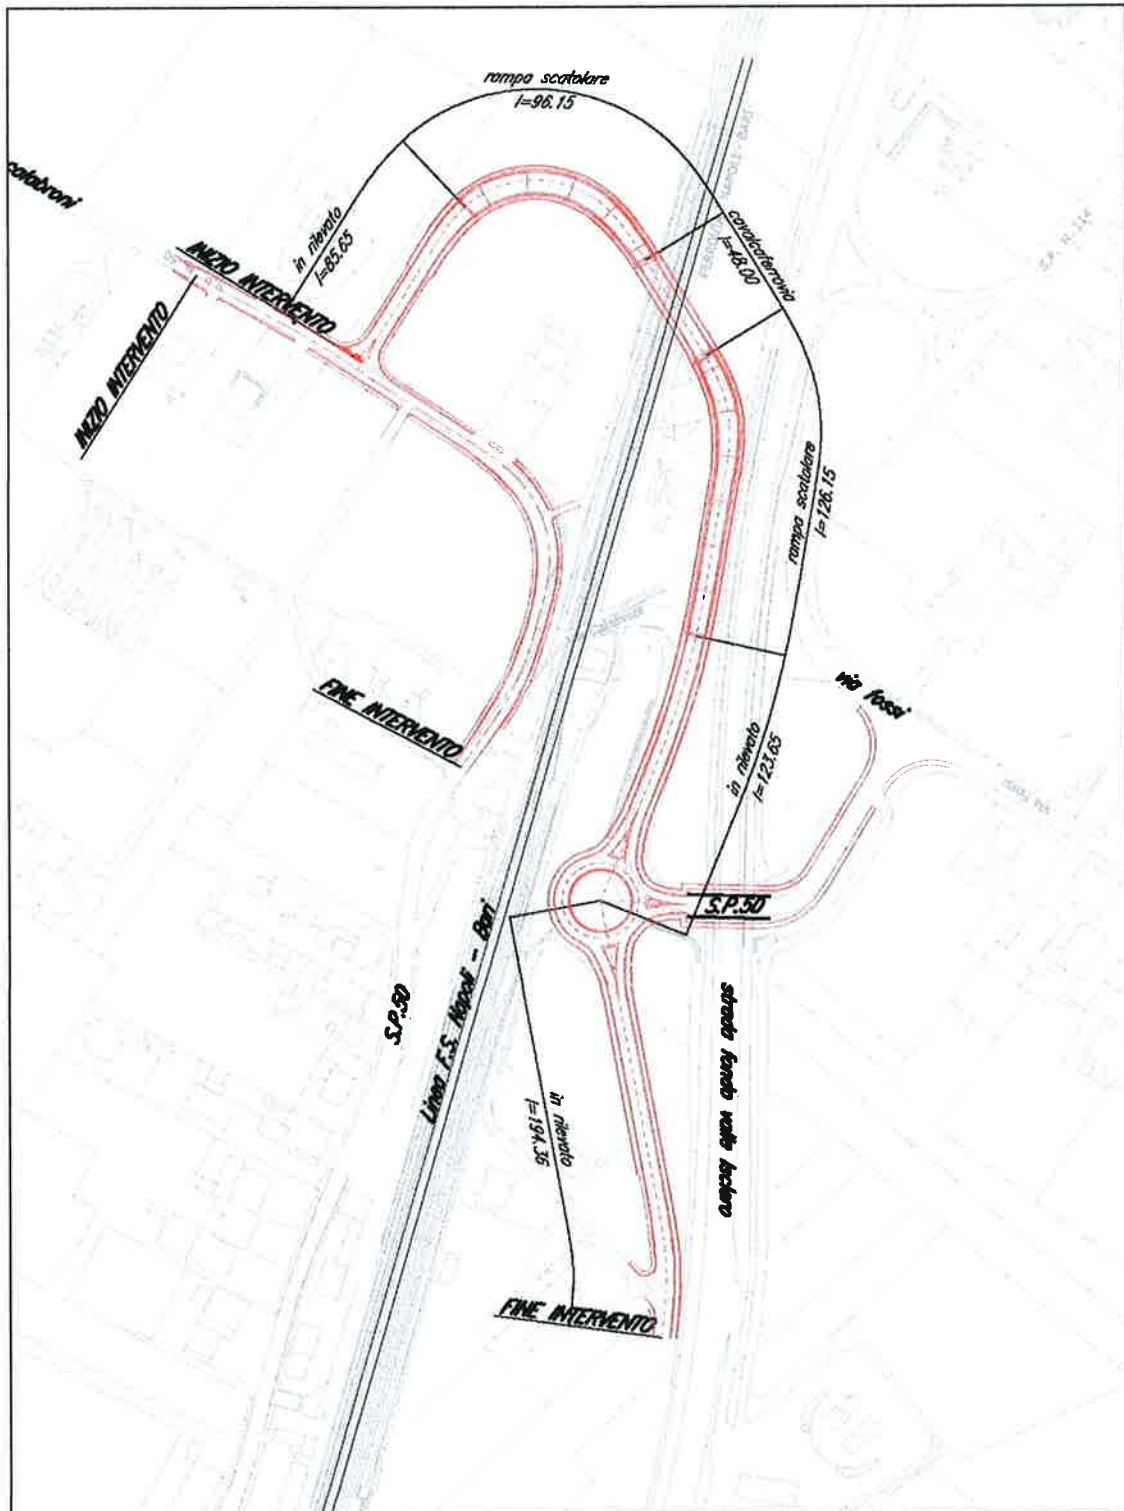 rampa scatolare
l=96.15
calabroni
in rilevato
l=85.65
INIZIO INTERVENTO
INIZIO INTERVENTO
cavalcaferrovia
l=48.00
S.P. N. 114
rampa scatolare
l=126.15
FINE INTERVENTO
via fossi
in rilevato
l=123.65
S.P.50
S.P.50
Linea F.S. Napoli - Bari
strada fondo valle Isclero
in rilevato
l=194.36
FINE INTERVENTO